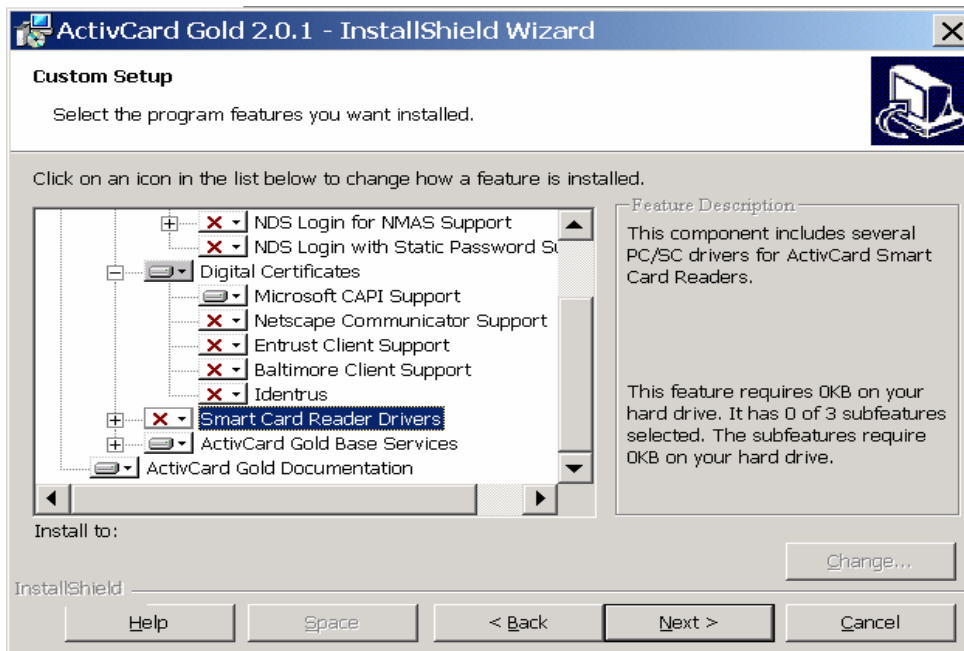 ActivCard Gold 2.0.1 - InstallShield Wizard
Custom Setup
Select the program features you want installed.
Click on an icon in the list below to change how a feature is installed.
NDS Login for NMAS Support
NDS Login with Static Password
Digital Certificates
Microsoft CAPI Support
Netscape Communicator Support
Entrust Client Support
Baltimore Client Support
Identrus
Smart Card Reader Drivers
ActivCard Gold Base Services
ActivCard Gold Documentation
Feature Description
This component includes several
PC/SC drivers for ActivCard Smart
Card Readers.
This feature requires 0KB on your
hard drive. It has 0 of 3 subfeatures
selected. The subfeatures require
0KB on your hard drive.
Install to:
Change...
InstallShield
Help
Space
< Back
Next >
Cancel